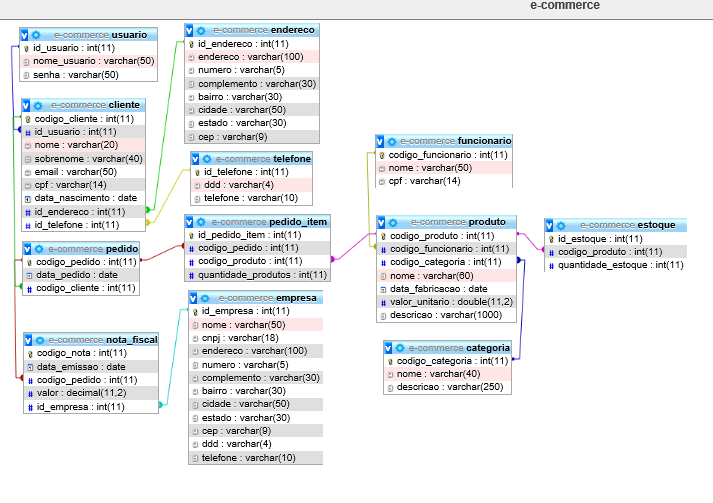 e-commerce
e-commerce usuario
id_usuario : int(11)
nome_usuario : varchar(50)
senha : varchar(50)
e-commerce endereco
id_endereco : int(11)
endereco : varchar(100)
numero : varchar(5)
complemento : varchar(30)
bairro : varchar(30)
cidade : varchar(50)
estado : varchar(30)
cep : varchar(9)
e-commerce cliente
codigo_cliente : int(11)
id_usuario : int(11)
nome : varchar(20)
sobrenome : varchar(40)
email : varchar(50)
cpf : varchar(14)
data_nascimento : date
id_endereco : int(11)
id_telefone : int(11)
e-commerce telefone
id_telefone : int(11)
ddd : varchar(4)
telefone : varchar(10)
e-commerce funcionario
codigo_funcionario : int(11)
nome : varchar(50)
cpf : varchar(14)
e-commerce pedido_item
id_pedido_item : int(11)
codigo_pedido : int(11)
codigo_produto : int(11)
quantidade_produtos : int(11)
e-commerce produto
codigo_produto : int(11)
codigo_funcionario : int(11)
codigo_categoria : int(11)
nome : varchar(60)
data_fabricacao : date
valor_unitario : double(11,2)
descricao : varchar(1000)
e-commerce estoque
id_estoque : int(11)
codigo_produto : int(11)
quantidade_estoque : int(11)
e-commerce pedido
codigo_pedido : int(11)
data_pedido : date
codigo_cliente : int(11)
e-commerce empresa
id_empresa : int(11)
nome : varchar(50)
cnpj : varchar(18)
endereco : varchar(100)
numero : varchar(5)
complemento : varchar(30)
bairro : varchar(30)
cidade : varchar(50)
estado : varchar(30)
cep : varchar(9)
ddd : varchar(4)
telefone : varchar(10)
e-commerce nota_fiscal
codigo_nota : int(11)
data_emissao : date
codigo_pedido : int(11)
valor : decimal(11,2)
id_empresa : int(11)
e-commerce categoria
codigo_categoria : int(11)
nome : varchar(40)
descricao : varchar(250)